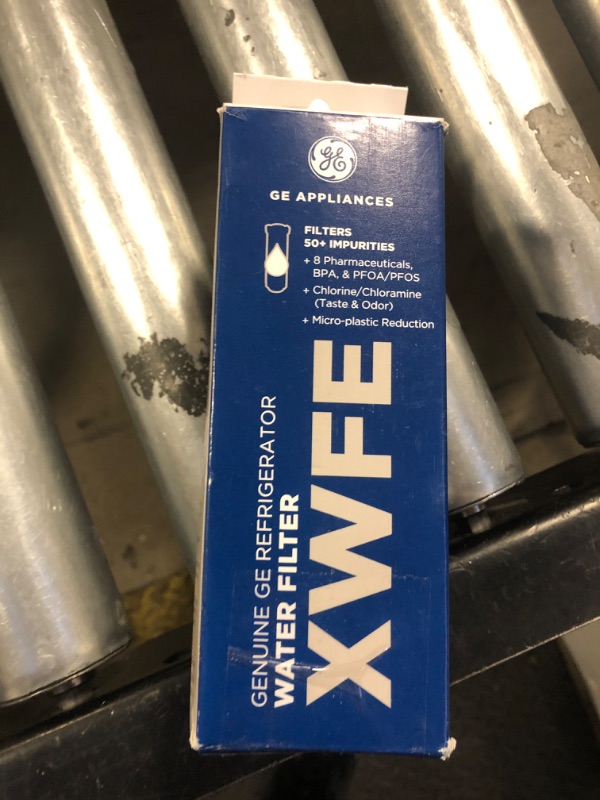 GE
GE APPLIANCES
FILTERS
50+ IMPURITIES
+ 8 Pharmaceuticals,
BPA, & PFOA/PFOS
+ Chlorine/Chloramine
(Taste & Odor)
+ Micro-plastic Reduction
GENUINE GE REFRIGERATOR
WATER FILTER
XWFE